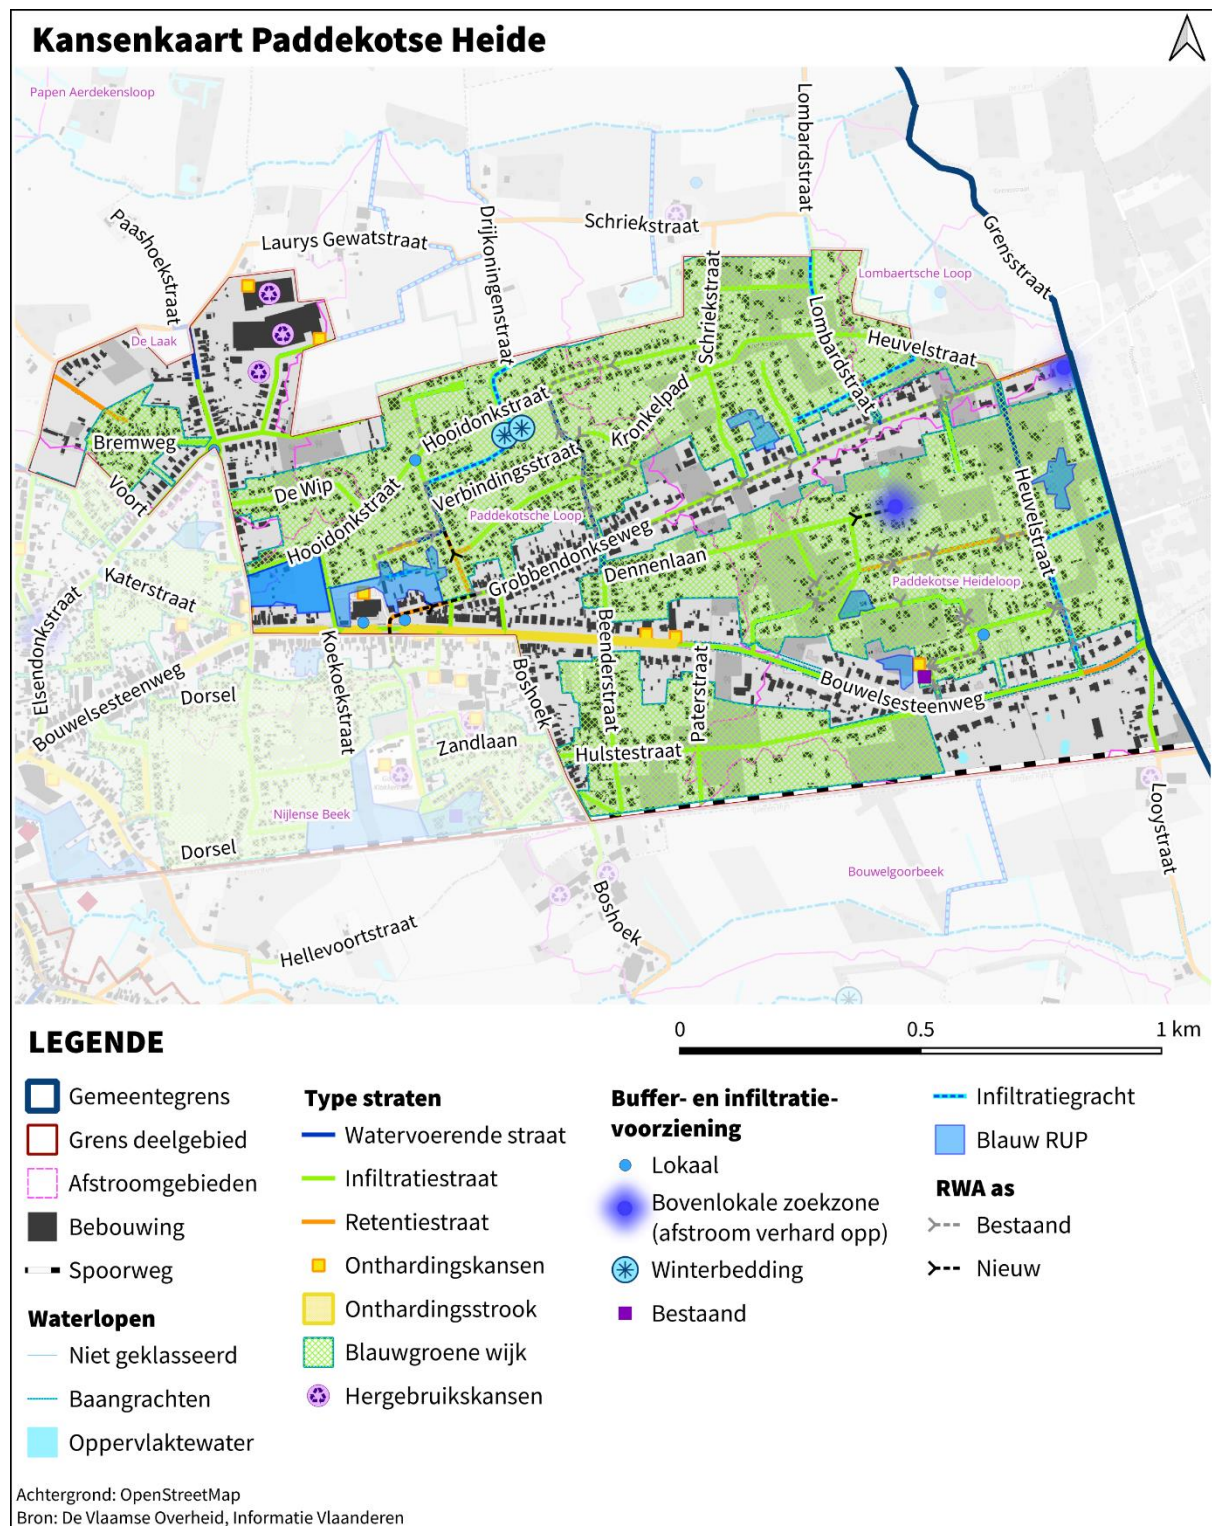 Kansenkaart Paddekotse Heide
Papen Aerdekensloop
Lombardstraat
Paashoekstraat
Laurys Gewatstraat
Drijkoningenstraat
Schriekstraat
Grensstraat
Schriekstraat
Lombaertsche Loop
De Laak
Lombardstraat
Heuvelstraat
Hooidonkstraat
Kronkelpad
Bremweg
Voort
De Wip
Verbindingsstraat
Hooidonkstraat
Paddekotsche Loop
Heuvelstraat
Grobbendonkseweg
Dennenlaan
Paddekotse Heideloop
Katerstraat
Elsendonkstraat
Koekoekstraat
Beenderstraat
Paterstraat
Boshoek
Bouwelsesteenweg
Dorsel
Bouwelsesteenweg
Zandlaan
Hulstestraat
Nijlense Beek
Looystraat
Dorsel
Bouwelgoorbeek
Boshoek
Hellevoortstraat
0 0.5 1 km
LEGENDE
Gemeentegrens
Grens deelgebied
Afstroomgebieden
Bebouwing
Spoorweg
Waterlopen
Niet geklasseerd
Baangrachten
Oppervlaktewater
Type straten
Watervoerende straat
Infiltratiestraat
Retentiestraat
Onthardingskansen
Onthardingsstrook
Blauwgroene wijk
Hergebruikskansen
Buffer- en infiltratie-
voorziening
Lokaal
Bovenlokale zoekzone
(afstroom verhard opp)
Winterbedding
Bestaand
Infiltratiegracht
Blauw RUP
RWA as
Bestaand
Nieuw
Achtergrond: OpenStreetMap
Bron: De Vlaamse Overheid, Informatie Vlaanderen